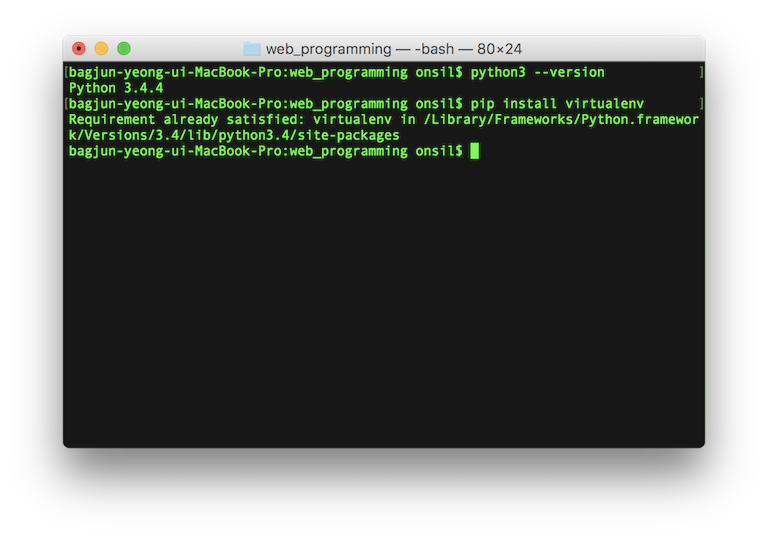 web_programming — -bash — 80×24
[bagjun-yeong-ui-MacBook-Pro:web_programming onsil$ python3 --version ]
Python 3.4.4
[bagjun-yeong-ui-MacBook-Pro:web_programming onsil$ pip install virtualenv ]
Requirement already satisfied: virtualenv in /Library/Frameworks/Python.framewor
k/Versions/3.4/lib/python3.4/site-packages
bagjun-yeong-ui-MacBook-Pro:web_programming onsil$